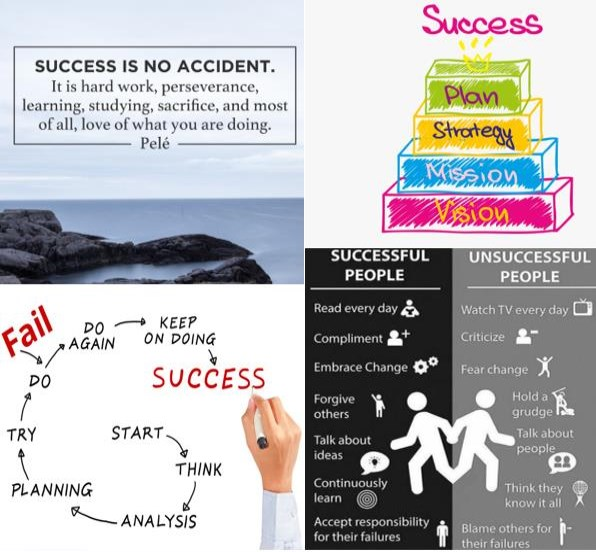 SUCCESS IS NO ACCIDENT.
It is hard work, perseverance,
learning, studying, sacrifice, and most
of all, love of what you are doing.
Pelé
Success
Plan
Strategy
Mission
Vision
Fail
DO
AGAIN
KEEP
ON DOING
SUCCESS
DO
TRY
PLANNING
START
THINK
ANALYSIS
SUCCESSFUL
PEOPLE
Read every day
Compliment
Embrace Change
Forgive
others
Talk about
ideas
Continuously
learn
Accept responsibility
for their failures
UNSUCCESSFUL
PEOPLE
Watch TV every day
Criticize
Fear change
Hold a
grudge
Talk about
people
Think they
know it all
Blame others for
their failures